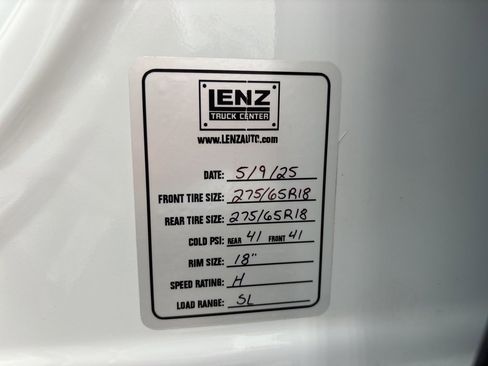 LENZ
TRUCK CENTER
www.LENZAUTO.com
DATE: 5/9/25
FRONT TIRE SIZE: 275/65R18
REAR TIRE SIZE: 275/65R18
COLD PSI: REAR 41 FRONT 41
RIM SIZE: 18"
SPEED RATING: H
LOAD RANGE: SL